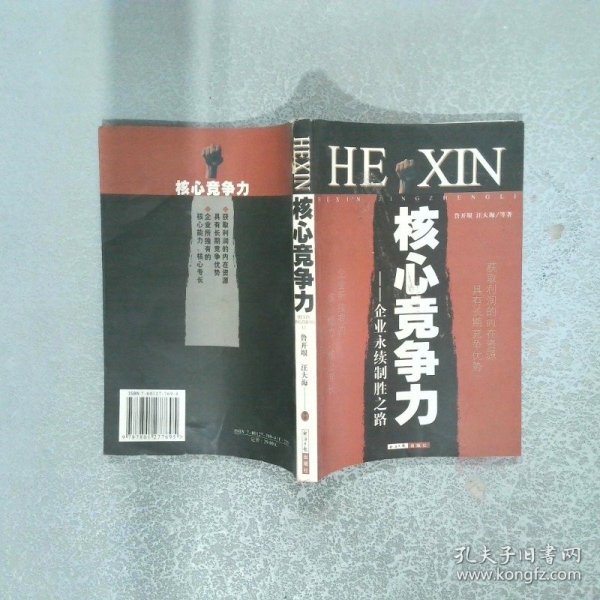 核心竞争力
◆获取利润的内在资源
具有长期竞争优势
◆企业所独有的
核心能力、核心专长
HEXIN
核心竞争力
鲁开垠 汪大海
HE XIN
HEXIN JINGZHENGLI
鲁开垠 汪大海/等著
核心竞争力
——企业永续制胜之路
获取利润的内在资源
具有长期竞争优势
出版社
孔夫子旧书网
www.kongfz.com